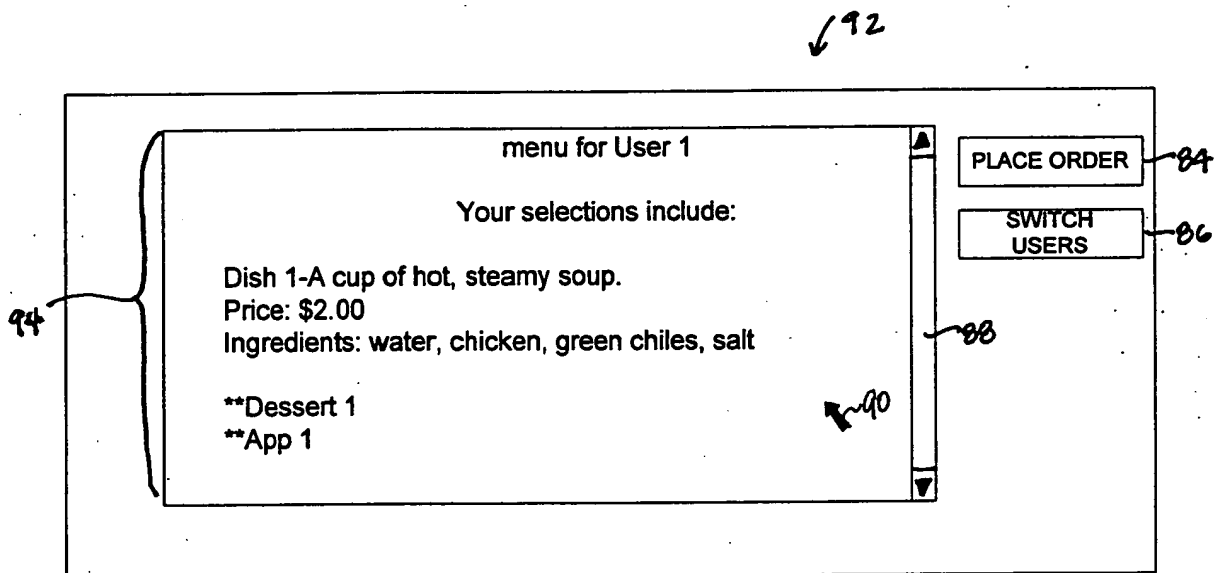 92
menu for User 1
Your selections include:
Dish 1-A cup of hot, steamy soup.
Price: $2.00
Ingredients: water, chicken, green chiles, salt
**Dessert 1
**App 1
PLACE ORDER
84
SWITCH
USERS
86
88
90
94